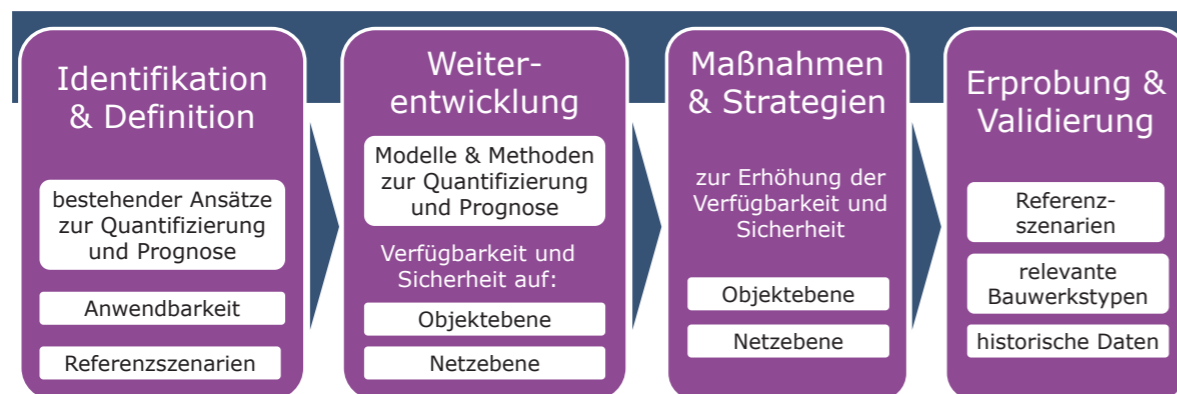 Identifikation
& Definition
bestehender Ansätze
zur Quantifizierung
und Prognose
Anwendbarkeit
Referenzszenarien
Weiter-
entwicklung
Modelle & Methoden
zur Quantifizierung
und Prognose
Verfügbarkeit und
Sicherheit auf:
Objektebene
Netzebene
Maßnahmen
& Strategien
zur Erhöhung der
Verfügbarkeit und
Sicherheit
Objektebene
Netzebene
Erprobung &
Validierung
Referenz-
szenarien
relevante
Bauwerkstypen
historische Daten